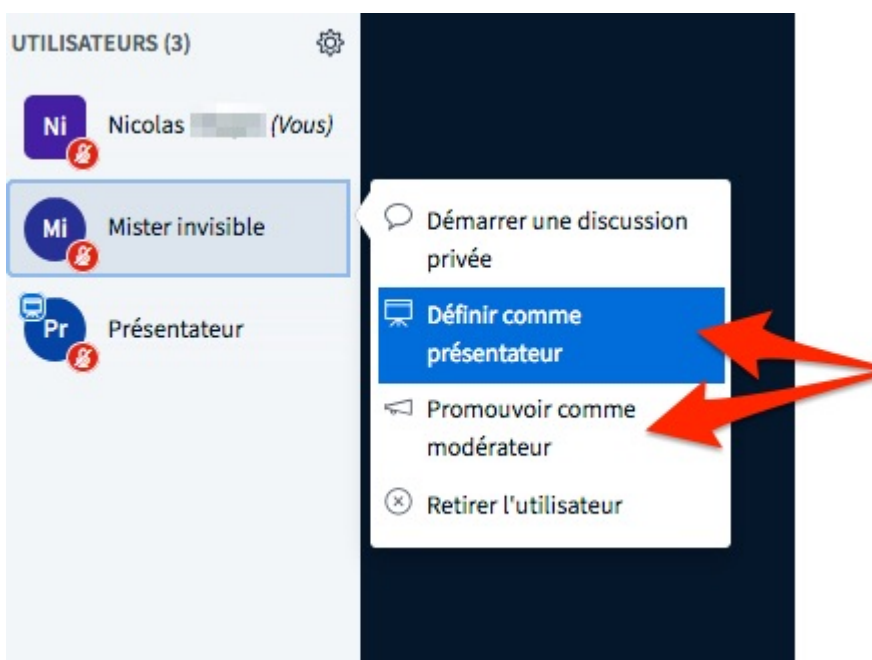 UTILISATEURS (3)
Ni
Nicolas (Vous)
Mi
Mister invisible
Pr
Présentateur
Démarrer une discussion
privée
Définir comme
présentateur
Promouvoir comme
modérateur
Retirer l'utilisateur